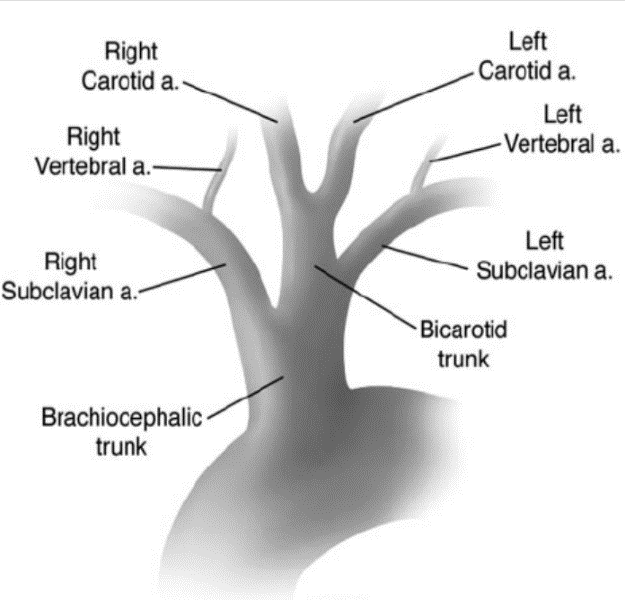 Right
Carotid a.
Left
Carotid a.
Right
Vertebral a.
Left
Vertebral a.
Right
Subclavian a.
Left
Subclavian a.
Bicarotid
trunk
Brachiocephalic
trunk